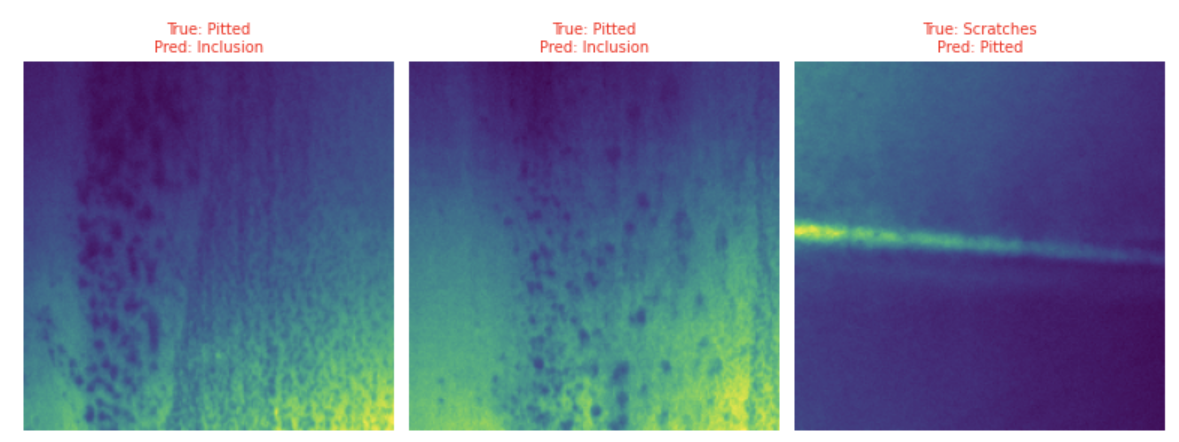 True: Pitted
Pred: Inclusion
True: Pitted
Pred: Inclusion
True: Scratches
Pred: Pitted